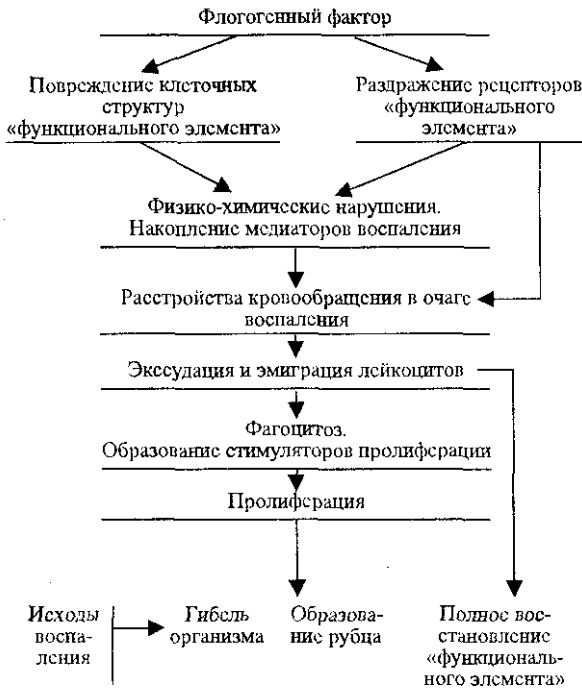 Флогогенный фактор
Повреждение клеточных
структур
«функционального элемента»
Раздражение рецепторов
«функционального
элемента»
Физико-химические нарушения.
Накопление медиаторов воспаления
Расстройства кровообращения в очаге
воспаления
Экссудация и эмиграция лейкоцитов
Фагоцитоз.
Образование стимуляторов пролиферации
Пролиферация
Исходы
воспа-
ления
Гибель
организма
Образова-
ние рубца
Полное вос-
становление
«функциональ-
ного элемента»